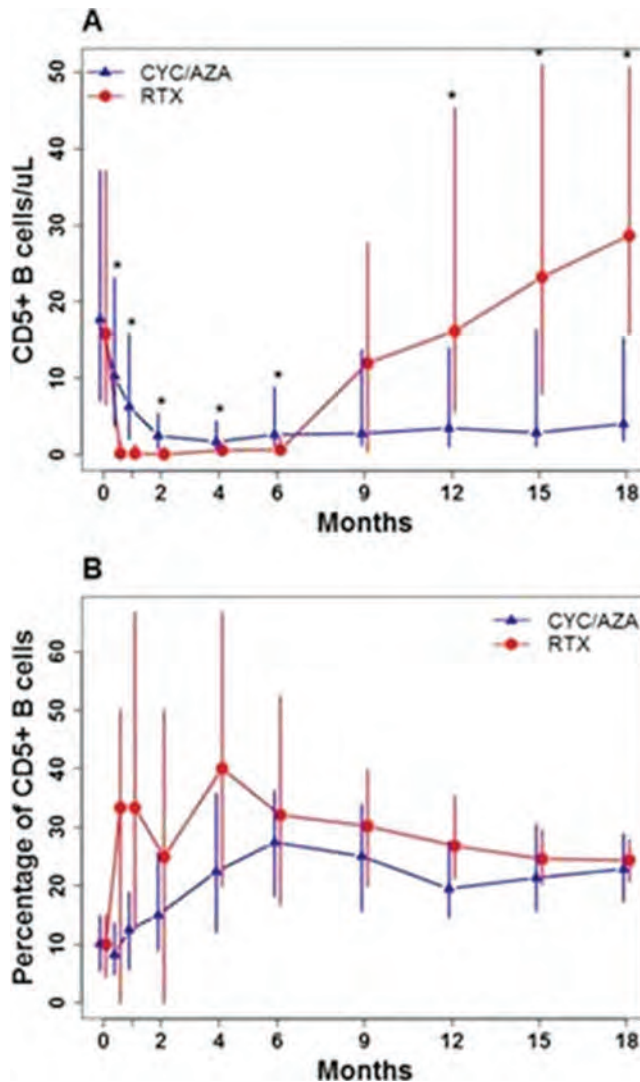 A
CYC/AZA
RTX
CD5+ B cells/uL
50
40
30
20
10
0
* * * * * * * * *
0 2 4 6 9 12 15 18
Months
B
CYC/AZA
RTX
Percentage of CD5+ B cells
60
50
40
30
20
10
0
0 2 4 6 9 12 15 18
Months